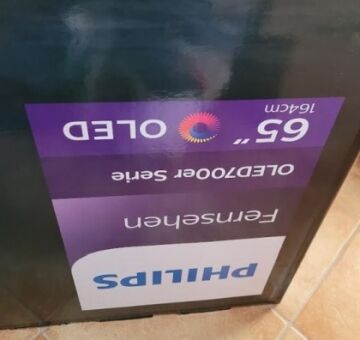 PHILIPS
Fernsehen
OLED700er Serie
65" OLED
164cm